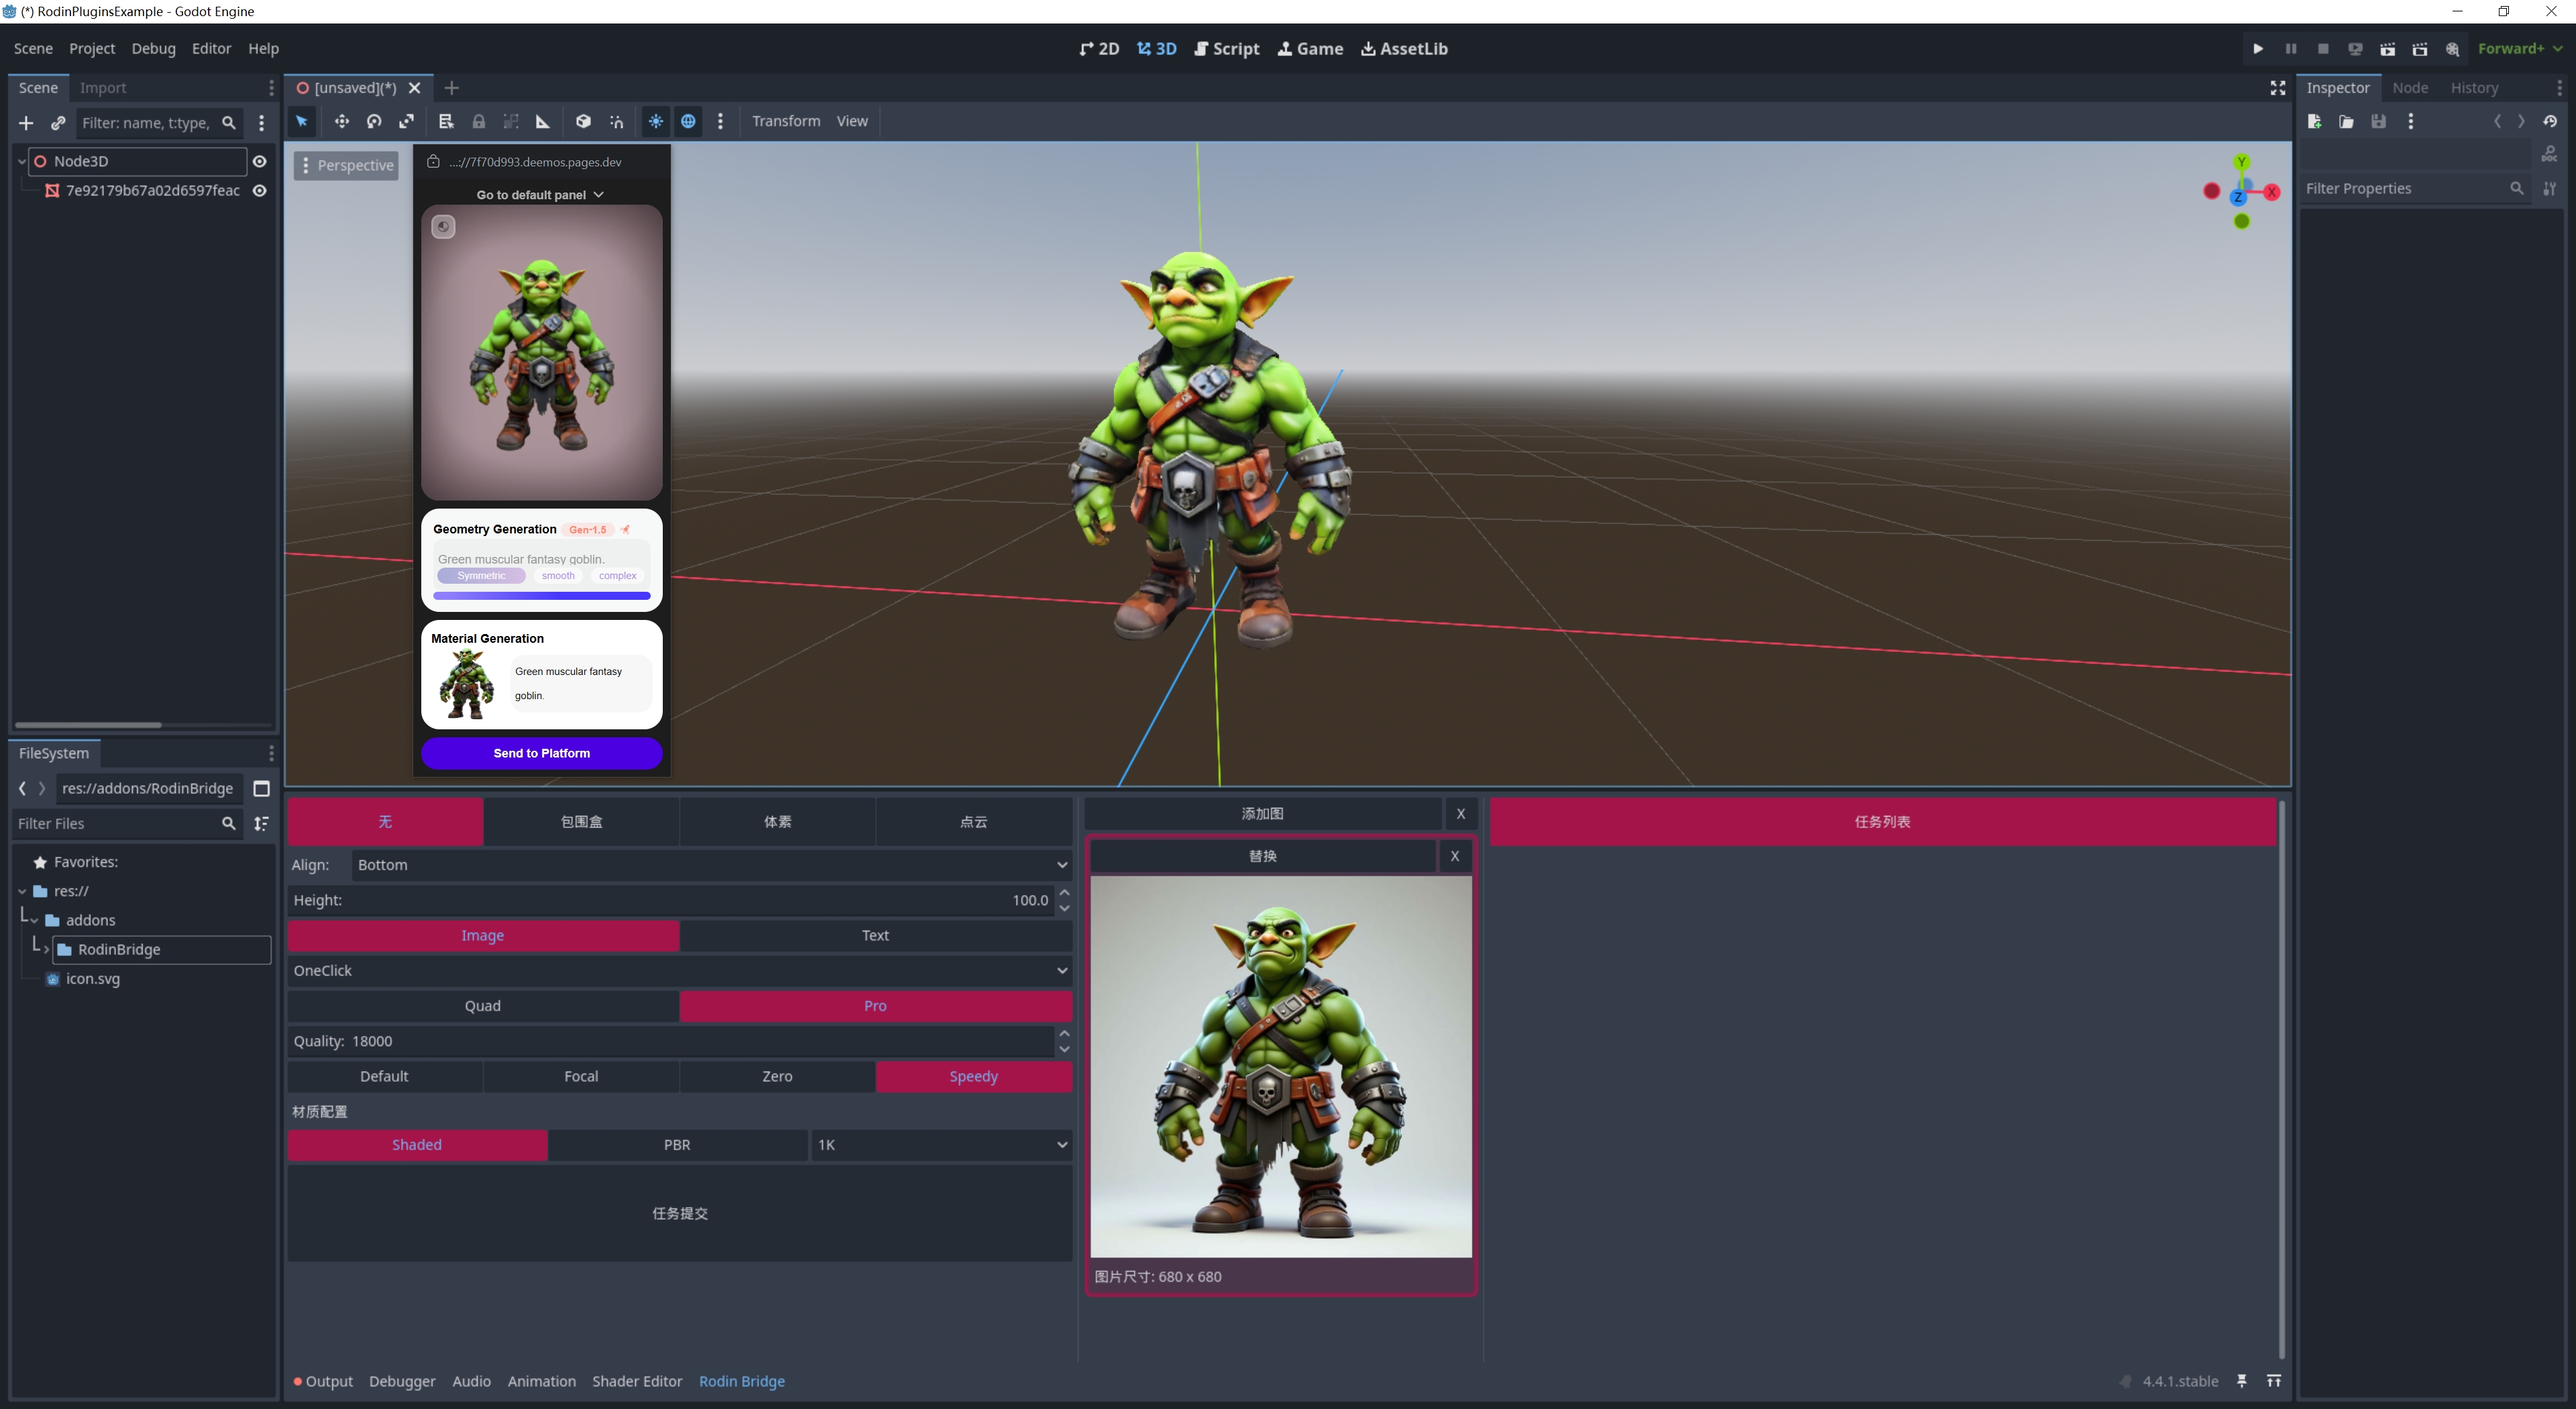 (*) RodinPluginsExample - Godot Engine
Scene Project Debug Editor Help
2D 3D Script Game AssetLib
Forward+
Scene Import
[unsaved](*)
Inspector Node History
Filter: name, t:type,
Transform View
Node3D
7e92179b67a02d6597feac
Perspective
...://7f70d993.deemos.pages.dev
Go to default panel
Y
X
Z
Filter Properties
Geometry Generation Gen-1.5
Green muscular fantasy goblin.
Symmetric smooth complex
Material Generation
Green muscular fantasy
goblin.
Send to Platform
FileSystem
res://addons/RodinBridge
Filter Files
Favorites:
res://
addons
RodinBridge
icon.svg
无 包围盒 体素 点云
Align: Bottom
Height: 100.0
Image Text
OneClick
Quad Pro
Quality: 18000
Default Focal Zero Speedy
材质配置
Shaded PBR 1K
任务提交
添加图 X
替换 X
图片尺寸: 680 x 680
任务列表
Output Debugger Audio Animation Shader Editor Rodin Bridge
4.4.1.stable